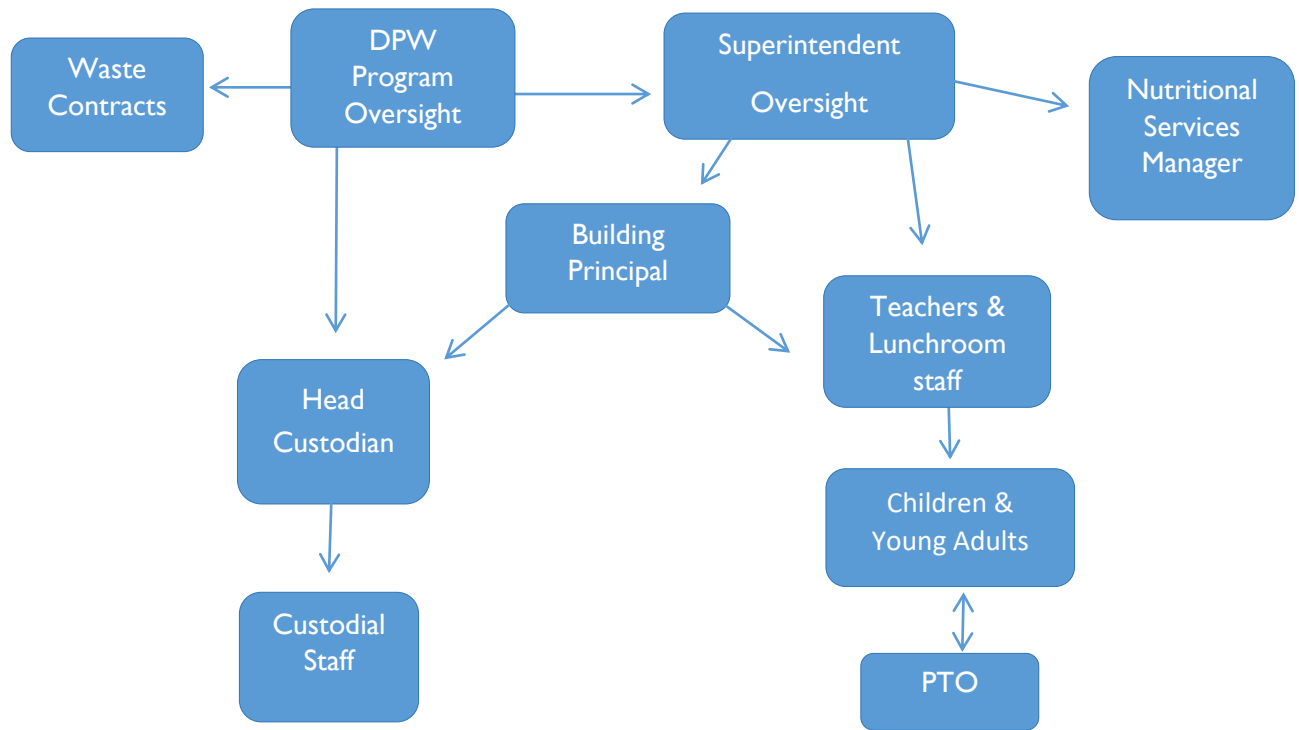 Waste
Contracts
DPW
Program
Oversight
Superintendent
Oversight
Nutritional
Services
Manager
Building
Principal
Teachers &
Lunchroom
staff
Head
Custodian
Children &
Young Adults
Custodial
Staff
PTO